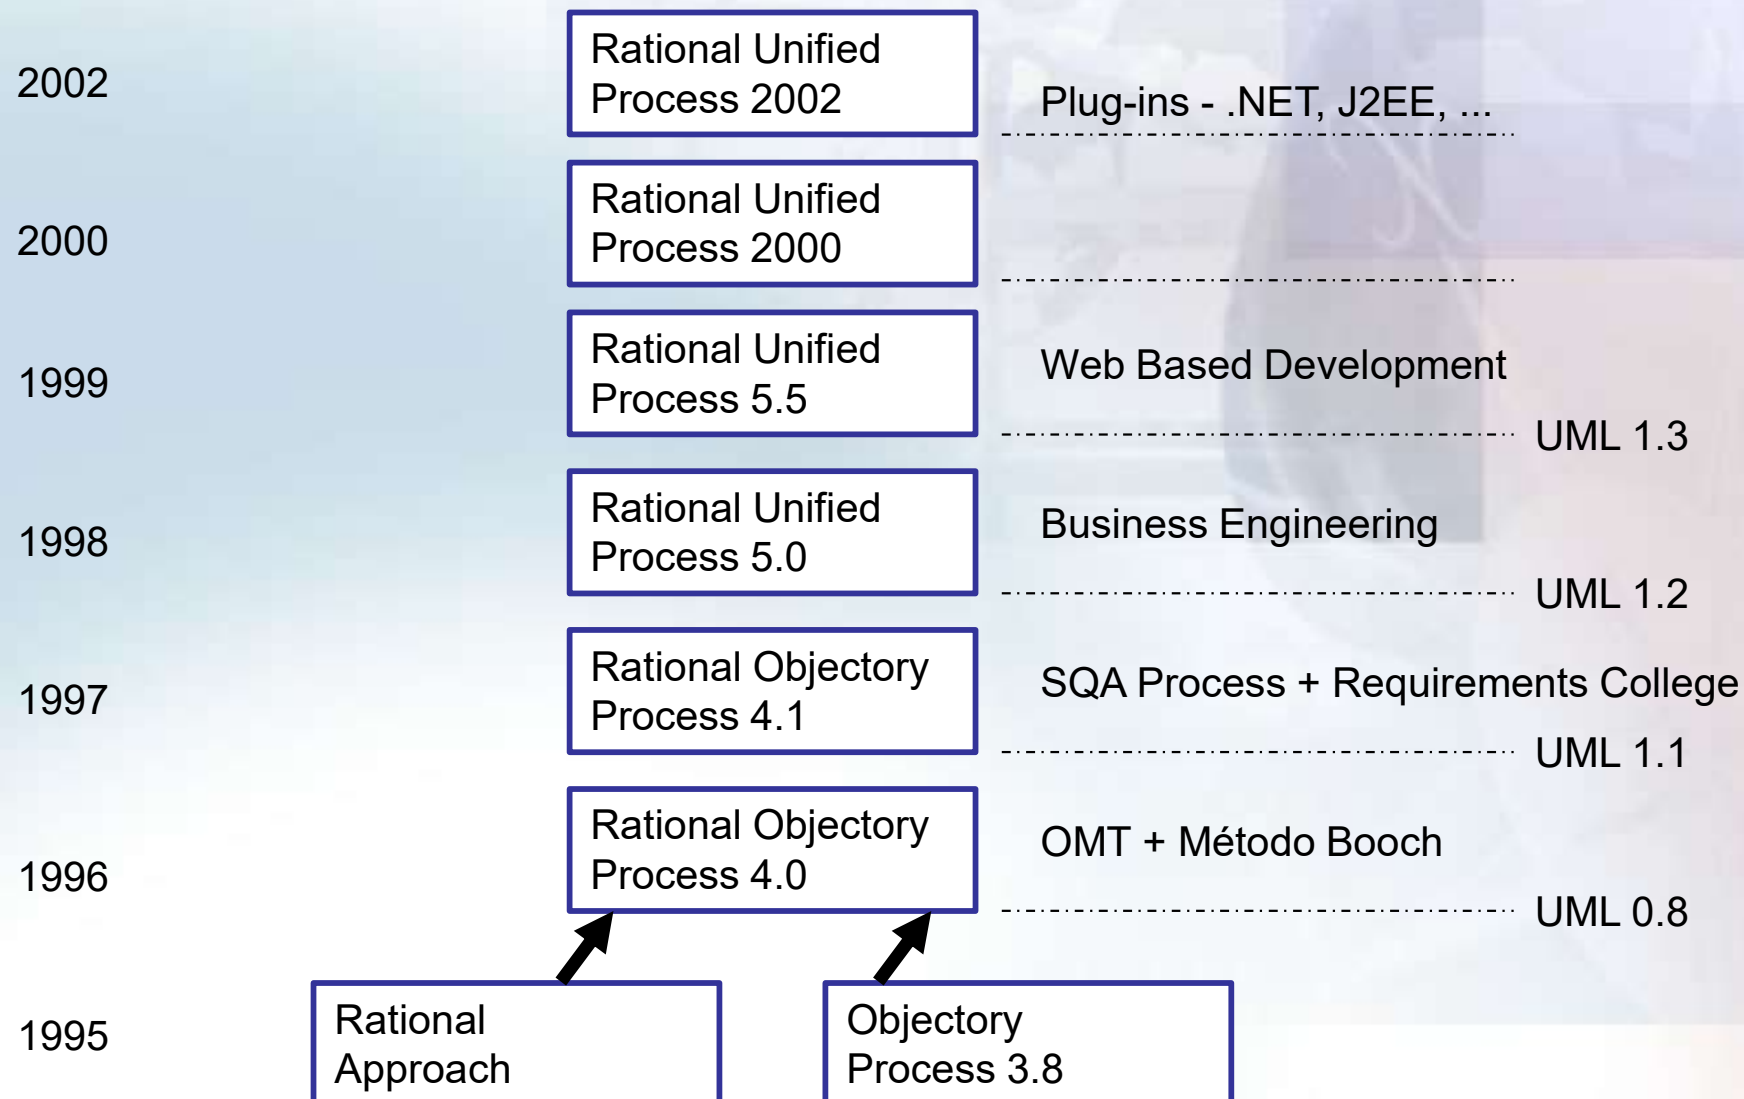 2002
Rational Unified
Process 2002
Plug-ins - .NET, J2EE, ...
2000
Rational Unified
Process 2000
1999
Rational Unified
Process 5.5
Web Based Development
UML 1.3
1998
Rational Unified
Process 5.0
Business Engineering
UML 1.2
1997
Rational Objectory
Process 4.1
SQA Process + Requirements College
UML 1.1
1996
Rational Objectory
Process 4.0
OMT + Método Booch
UML 0.8
1995
Rational
Approach
Objectory
Process 3.8